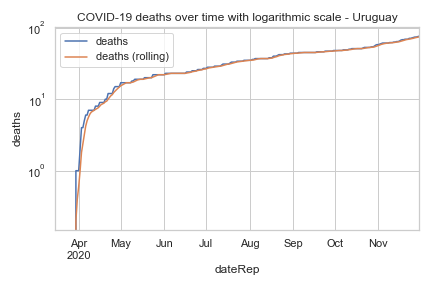 COVID-19 deaths over time with logarithmic scale - Uruguay
deaths
deaths (rolling)
10²
10¹
10⁰
deaths
Apr May Jun Jul Aug Sep Oct Nov
2020
dateRep